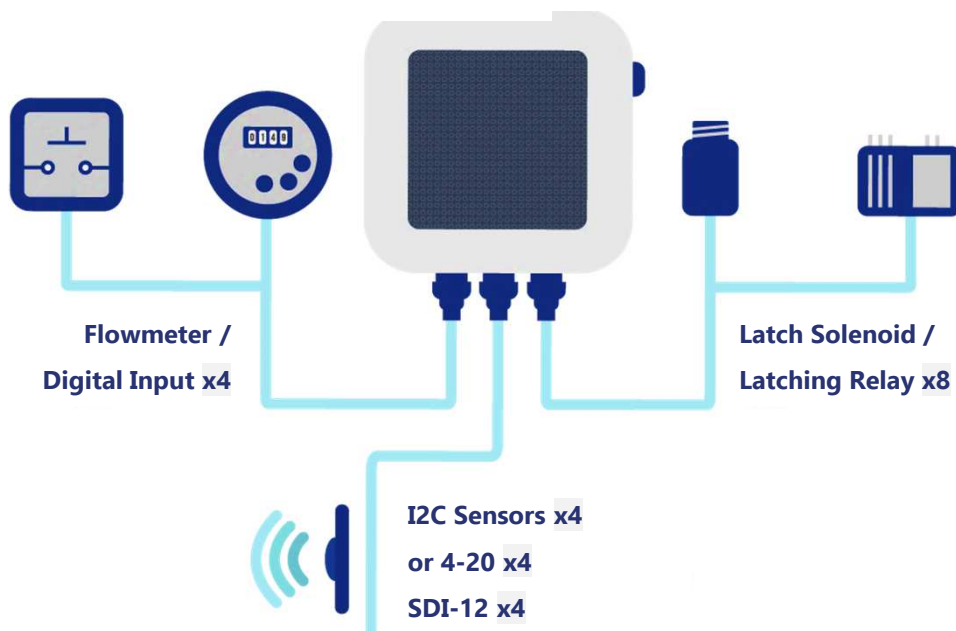 0149
Flowmeter /
Digital Input x4
Latch Solenoid /
Latching Relay x8
I2C Sensors x4
or 4-20 x4
SDI-12 x4